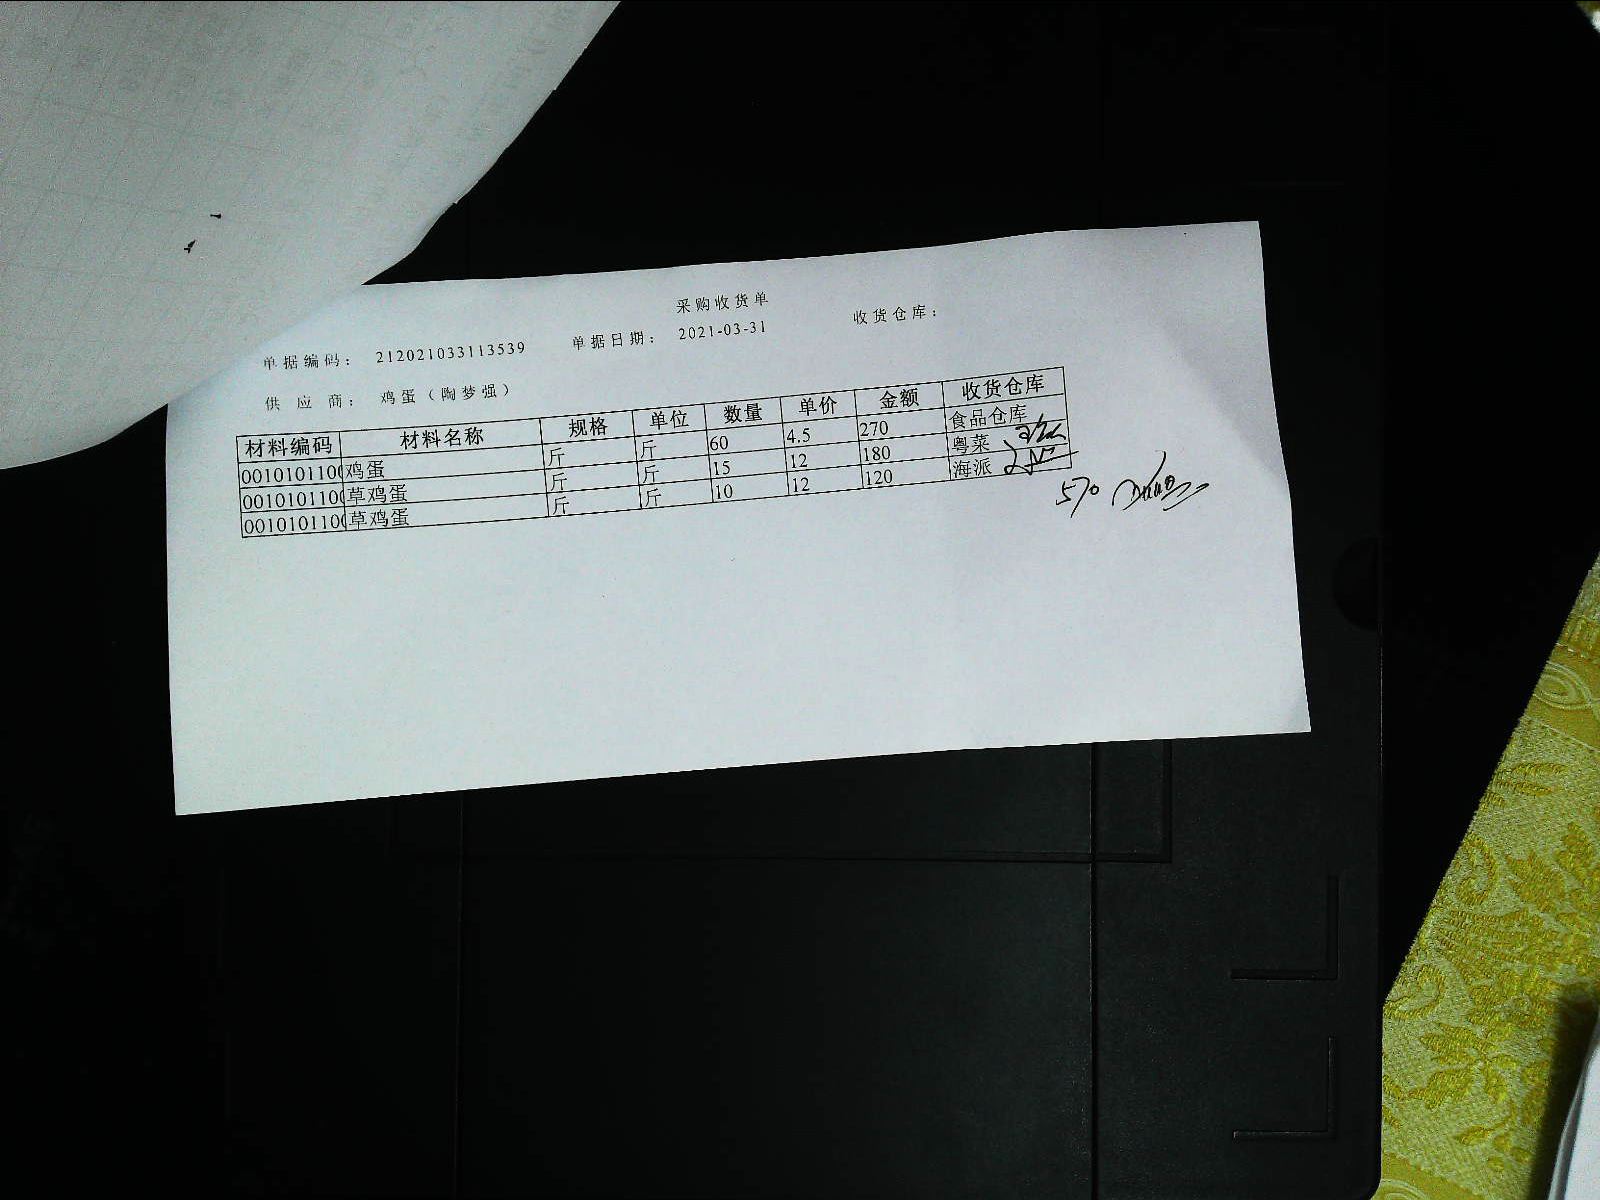 采购收货单
单据编码： 212021033113539 单据日期： 2021-03-31 收货仓库：
供 应 商： 鸡蛋（陶梦强）
材料编码 材料名称 规格 单位 数量 单价 金额 收货仓库
0010101100 鸡蛋 斤 斤 60 4.5 270 食品仓库
0010101100 草鸡蛋 斤 斤 15 12 180 粤菜
0010101100 草鸡蛋 斤 斤 10 12 120 海派
570